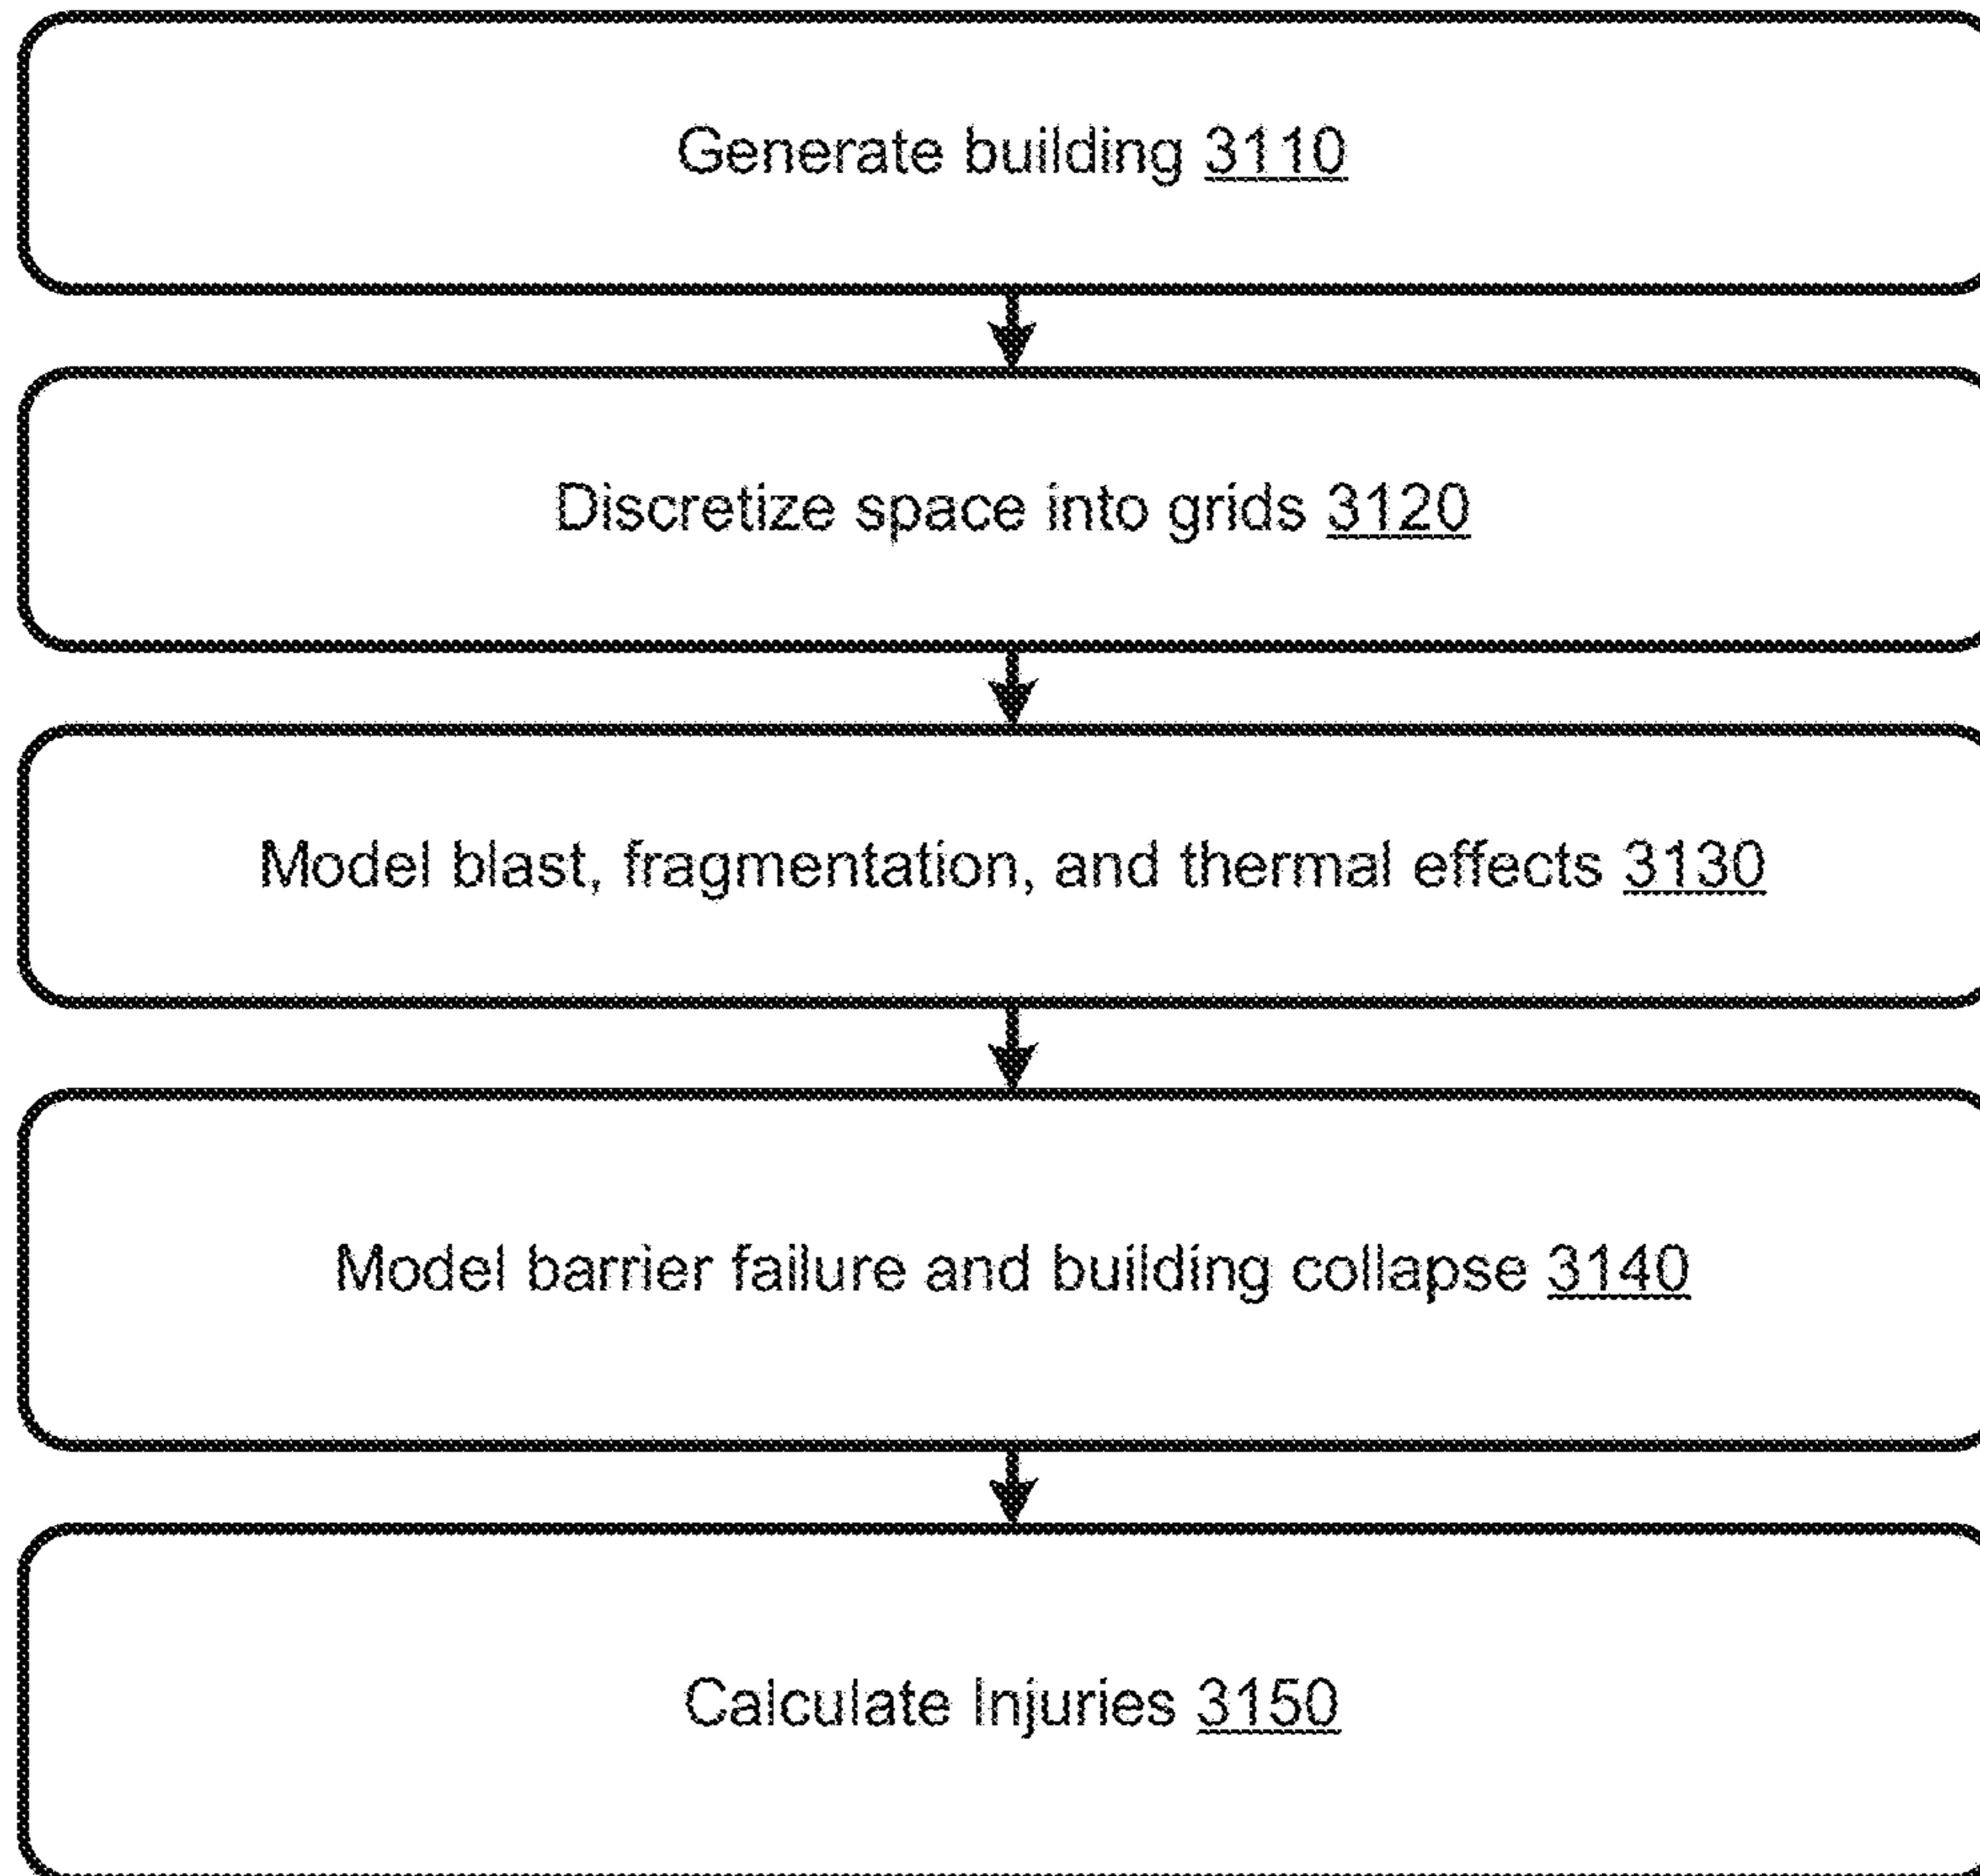 Generate building 3110
Discretize space into grids 3120
Model blast, fragmentation, and thermal effects 3130
Model barrier failure and building collapse 3140
Calculate Injuries 3150